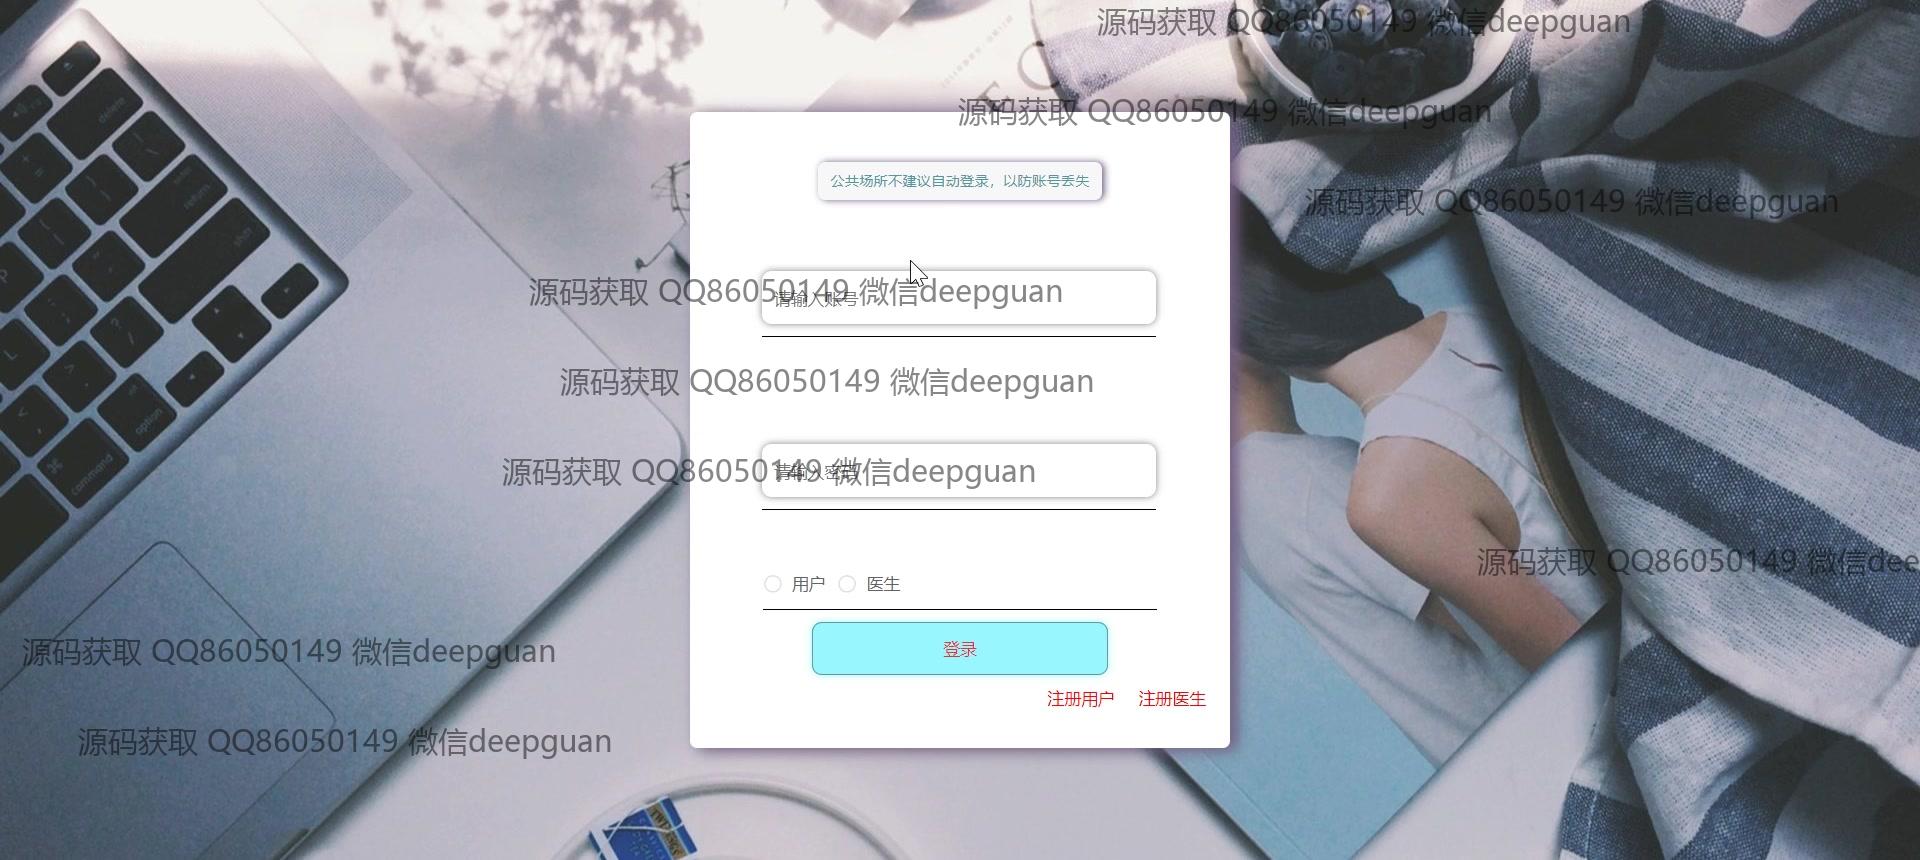 源码获取 QQ86050149 微信deepguan
源码获取 QQ86050149 微信deepguan
公共场所不建议自动登录，以防账号丢失
源码获取 QQ86050149 微信deepguan
源码获取 QQ86050149 微信deepguan
请输入账号
源码获取 QQ86050149 微信deepguan
源码获取 QQ86050149 微信deepguan
请输入密码
源码获取 QQ86050149 微信dee
用户 医生
登录
源码获取 QQ86050149 微信deepguan
注册用户 注册医生
源码获取 QQ86050149 微信deepguan
delete
return
shift
option
command